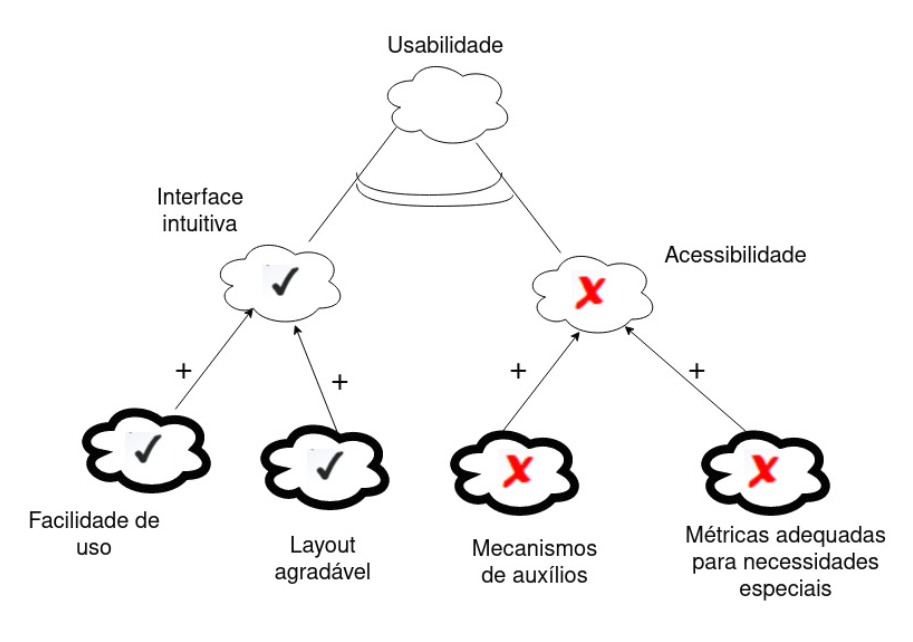 Usabilidade
Interface
intuitiva
Acessibilidade
+
+
+
+
Facilidade de
uso
Layout
agradável
Mecanismos
de auxílios
Métricas adequadas
para necessidades
especiais